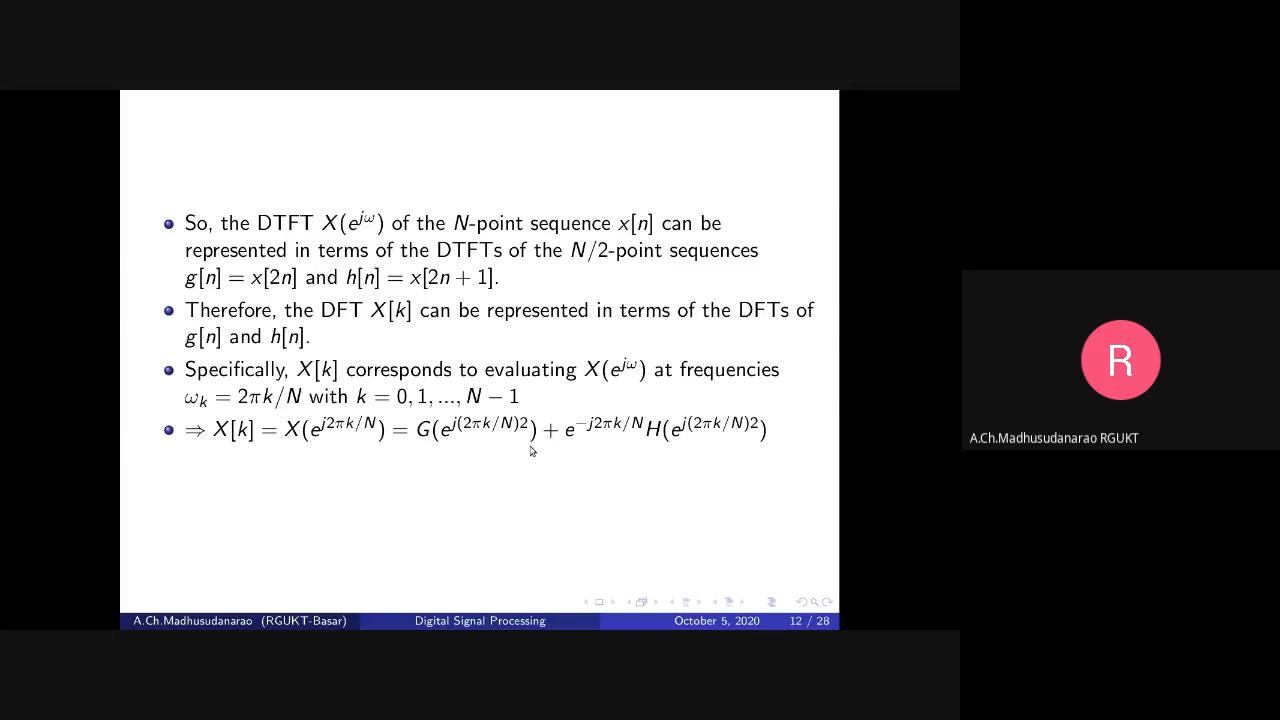 So, the DTFT X(e^{jω}) of the N-point sequence x[n] can be
represented in terms of the DTFTs of the N/2-point sequences
g[n] = x[2n] and h[n] = x[2n + 1].
Therefore, the DFT X[k] can be represented in terms of the DFTs of
g[n] and h[n].
Specifically, X[k] corresponds to evaluating X(e^{jω}) at frequencies
ω_k = 2πk/N with k = 0, 1, ..., N − 1
⇒ X[k] = X(e^{j2πk/N}) = G(e^{j(2πk/N)2}) + e^{−j2πk/N}H(e^{j(2πk/N)2})
A.Ch.Madhusudanarao (RGUKT-Basar) Digital Signal Processing October 5, 2020 12 / 28
R
A.Ch.Madhusudanarao RGUKT